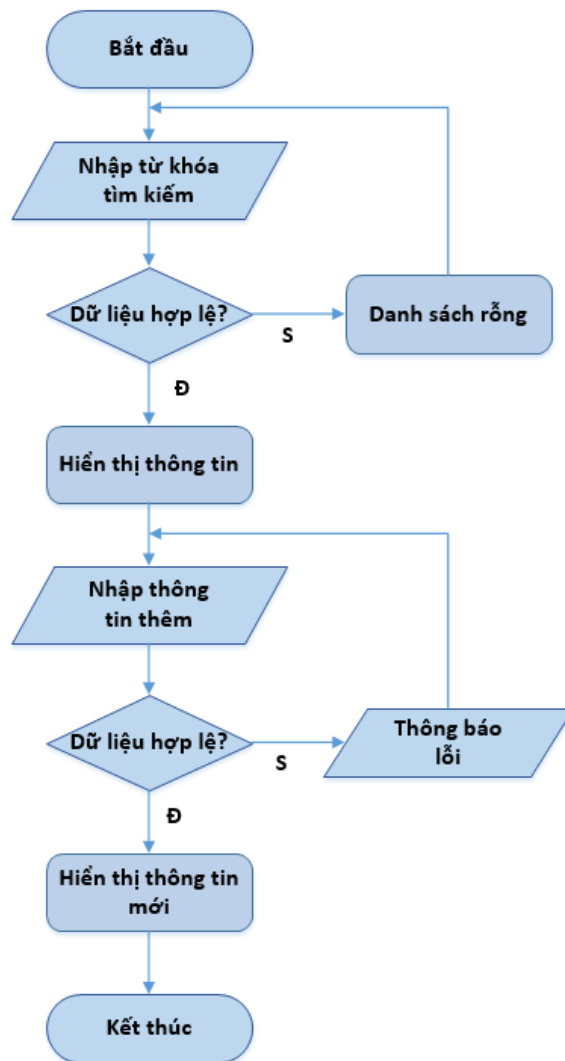 Bắt đầu
Nhập từ khóa
tìm kiếm
Dữ liệu hợp lệ?
S
Danh sách rỗng
Đ
Hiển thị thông tin
Nhập thông
tin thêm
Dữ liệu hợp lệ?
S
Thông báo
lỗi
Đ
Hiển thị thông tin
mới
Kết thúc